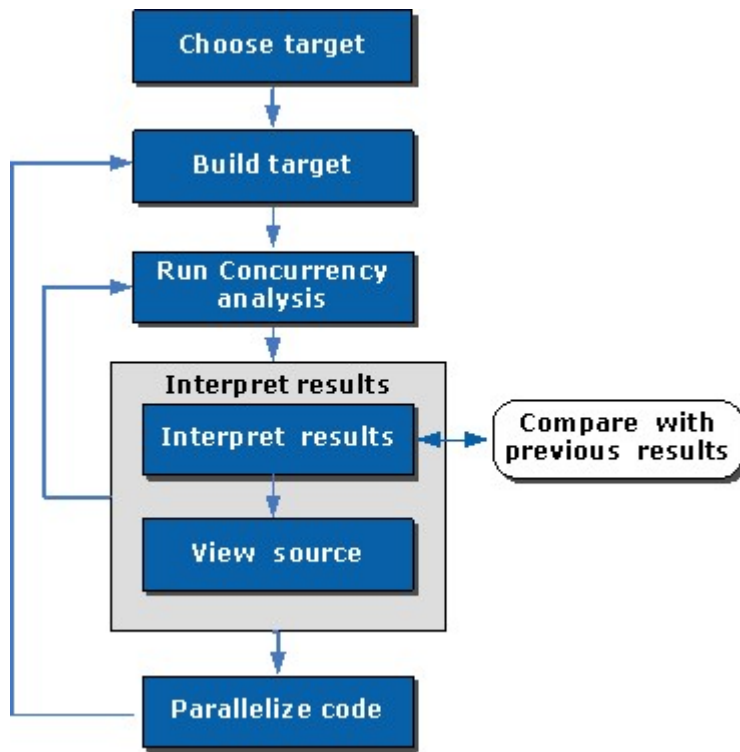 Choose target
Build target
Run Concurrency
analysis
Interpret results
Interpret results
Compare with
previous results
View source
Parallelize code